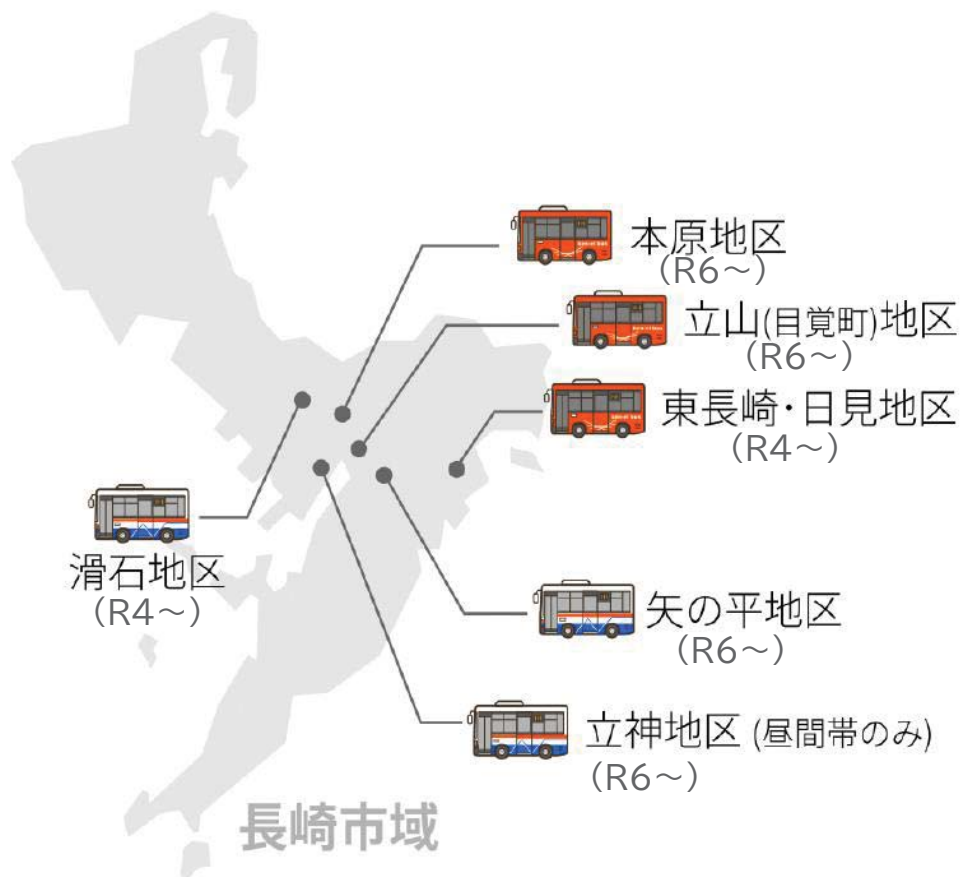 本原地区
(R6～)
立山(目覚町)地区
(R6～)
東長崎・日見地区
(R4～)
滑石地区
(R4～)
矢の平地区
(R6～)
立神地区 (昼間帯のみ)
(R6～)
長崎市域